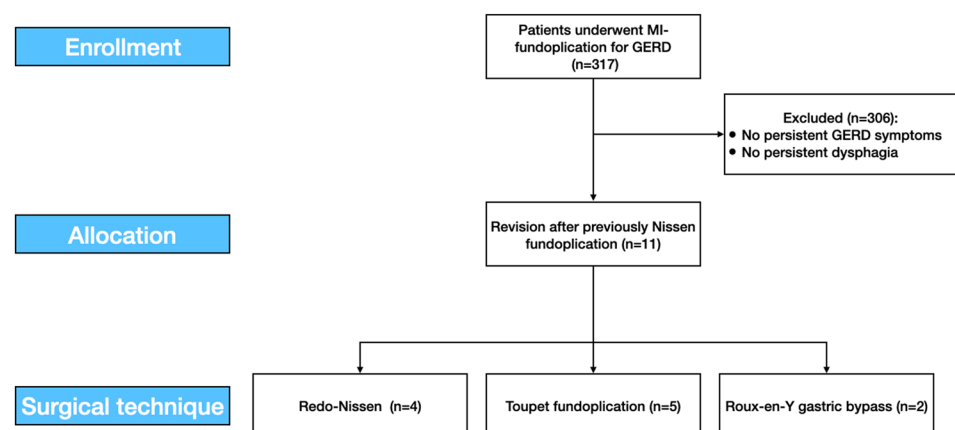 Enrollment
Patients underwent MI-
fundoplication for GERD
(n=317)
Excluded (n=306):
• No persistent GERD symptoms
• No persistent dysphagia
Allocation
Revision after previously Nissen
fundoplication (n=11)
Surgical technique
Redo-Nissen (n=4)
Toupet fundoplication (n=5)
Roux-en-Y gastric bypass (n=2)